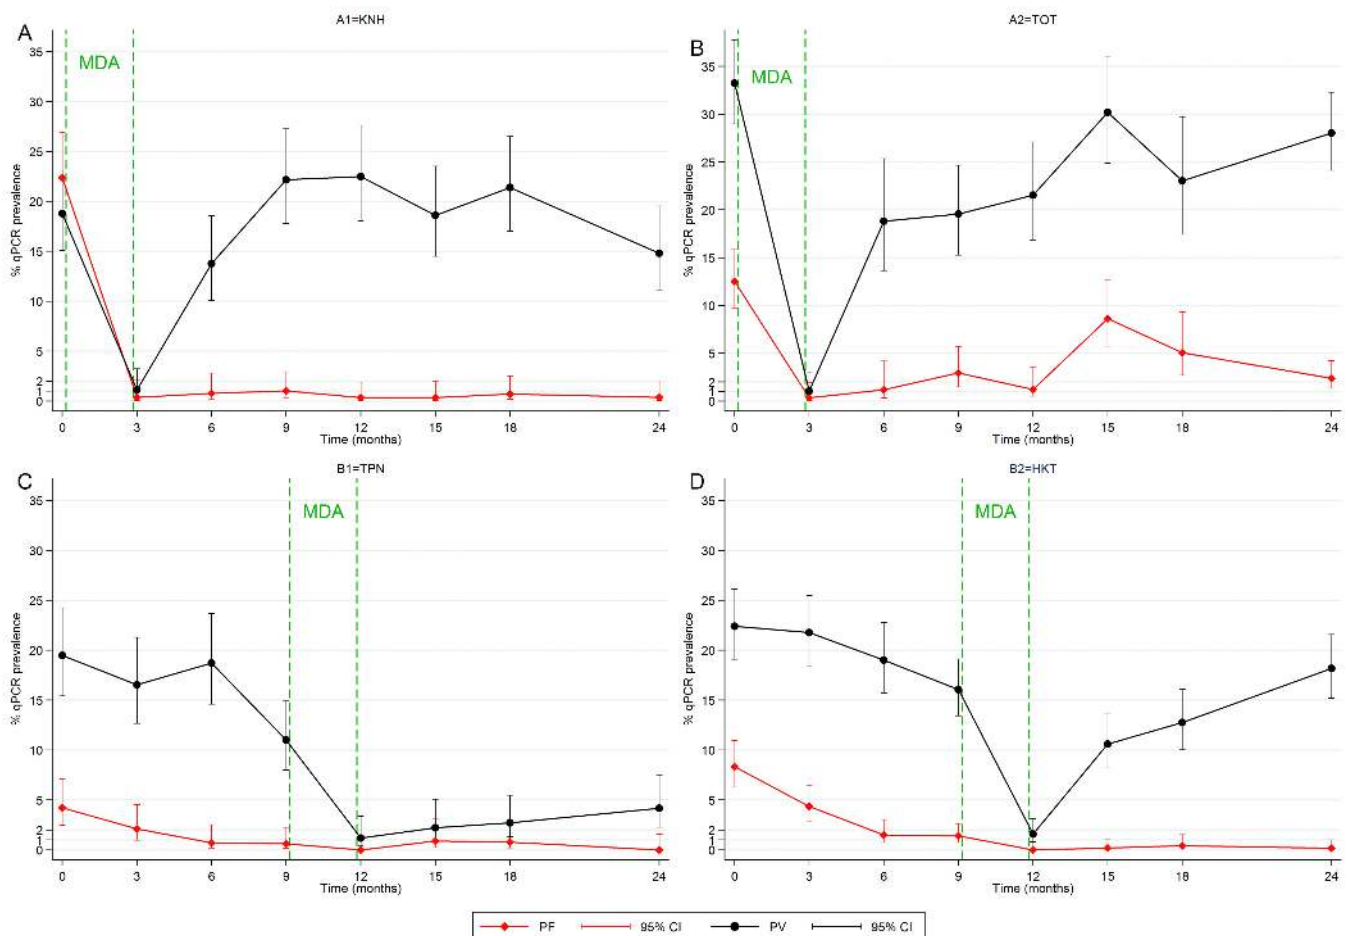 A
A1=KNH
MDA
% qPCR prevalence
35
30
25
20
15
10
5
2
1
0
0 3 6 9 12 15 18 24
Time (months)
B
A2=TOT
MDA
% qPCR prevalence
35
30
25
20
15
10
5
2
1
0
0 3 6 9 12 15 18 24
Time (months)
C
B1=TPN
MDA
% qPCR prevalence
35
30
25
20
15
10
5
2
1
0
0 3 6 9 12 15 18 24
Time (months)
D
B2=HKT
MDA
% qPCR prevalence
35
30
25
20
15
10
5
2
1
0
0 3 6 9 12 15 18 24
Time (months)
PF 95% CI PV 95% CI